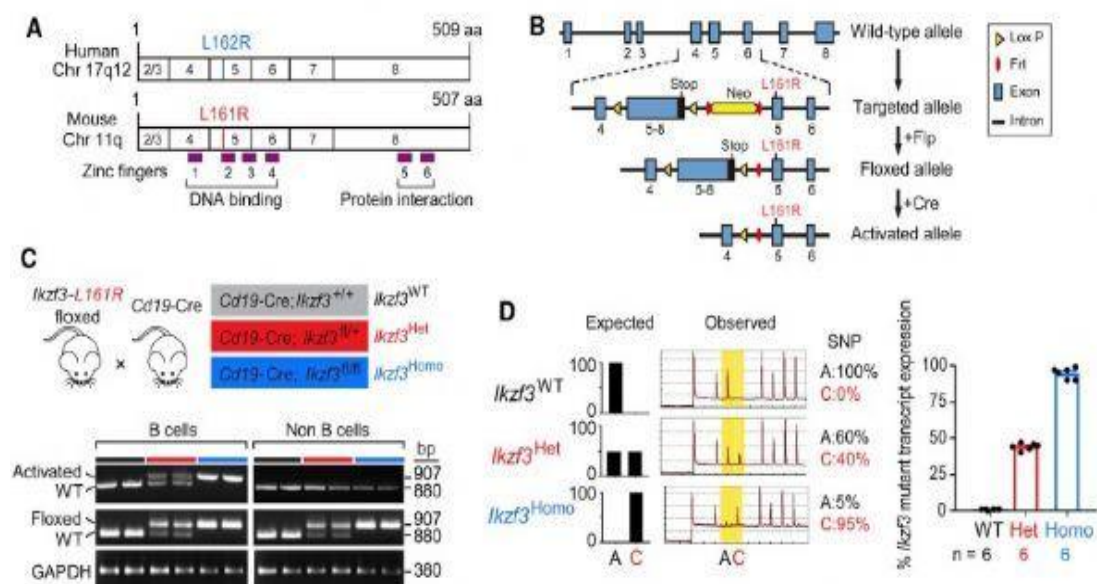 A
1
509 aa
Human
Chr 17q12
L162R
2/3 4 5 6 7 8
1
507 aa
Mouse
Chr 11q
L161R
2/3 4 5 6 7 8
Zinc fingers
1 2 3 4 5 6
DNA binding
Protein interaction
B
1 2 3 4 5 6 7 8
Wild-type allele
Stop Neo L161R
4 5-8 5 6
Targeted allele
+Flp
Stop L161R
4 5-8 5 6
Floxed allele
+Cre
L161R
4 5 6
Activated allele
Lox P
Frt
Exon
Intron
C
Ikzf3-L161R
floxed
×
Cd19-Cre
Cd19-Cre;Ikzf3+/+ Ikzf3WT
Cd19-Cre; Ikzf3fl/+ Ikzf3Het
Cd19-Cre; Ikzf3fl/fl Ikzf3Homo
B cells Non B cells bp
Activated 907
WT 880
Floxed 907
WT 880
GAPDH 380
D
Expected Observed SNP
Ikzf3WT 100 0 A:100%
C:0%
Ikzf3Het 100 0 A:60%
C:40%
Ikzf3Homo 100 0 A:5%
C:95%
A C AC
% Ikzf3 mutant transcript expression
100
75
50
25
0
WT Het Homo
n = 6 6 6